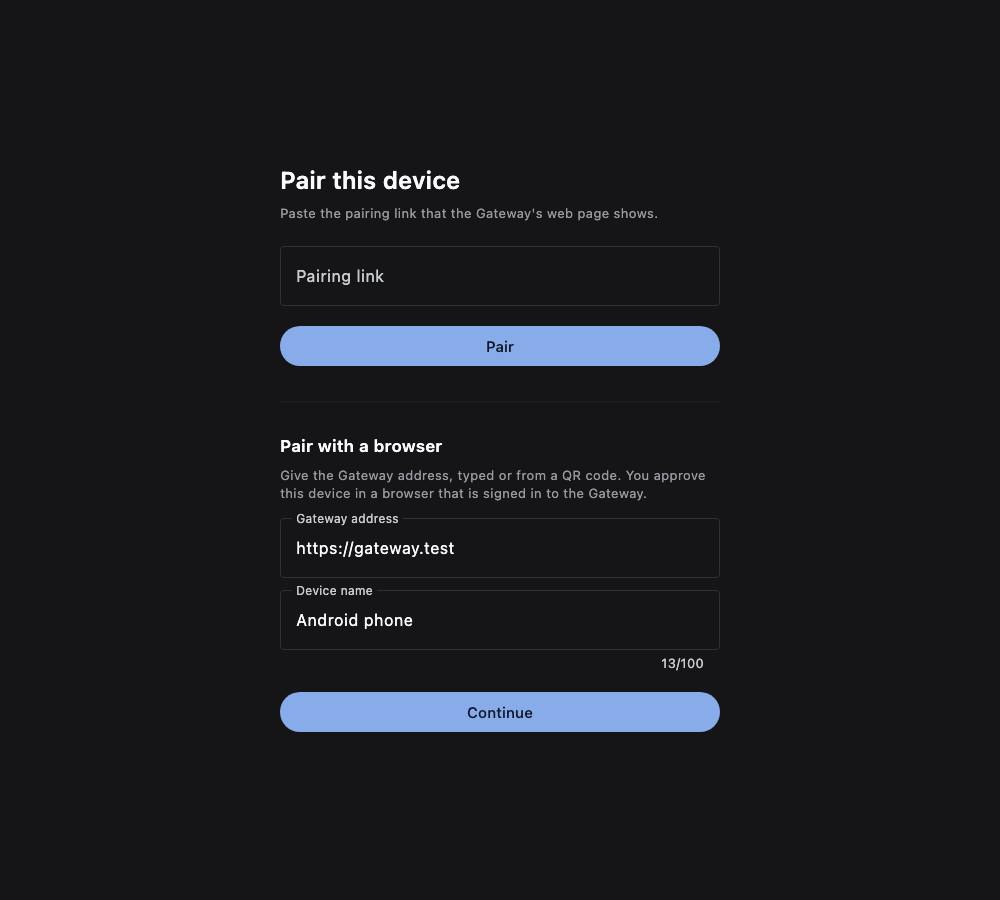 Pair this device
Paste the pairing link that the Gateway's web page shows.
Pairing link
Pair
Pair with a browser
Give the Gateway address, typed or from a QR code. You approve
this device in a browser that is signed in to the Gateway.
Gateway address
https://gateway.test
Device name
Android phone
13/100
Continue